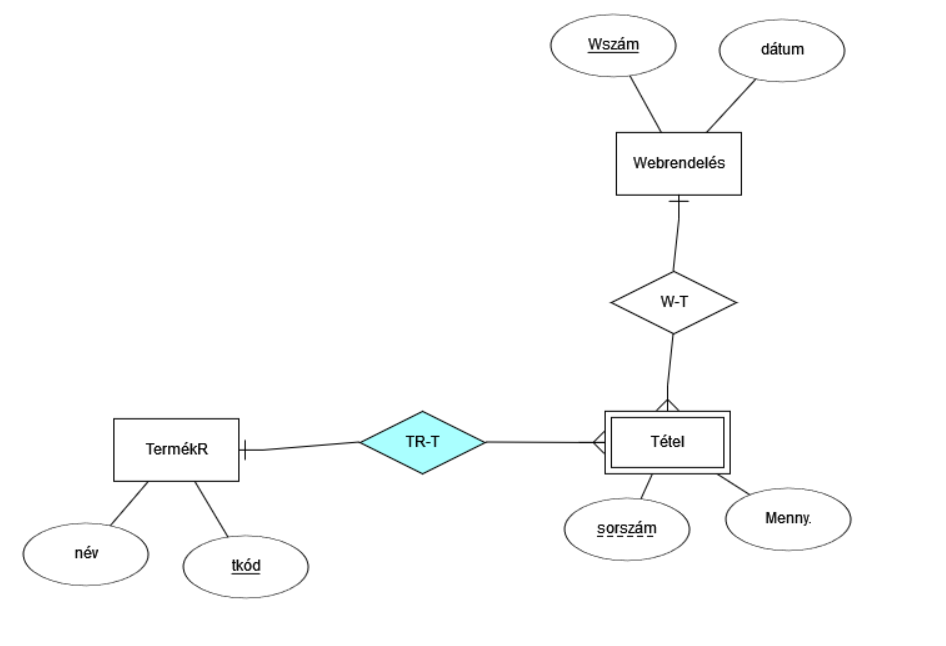 Wszám
dátum
Webrendelés
W-T
TermékR
TR-T
Tétel
név
tkód
sorszám
Menny.